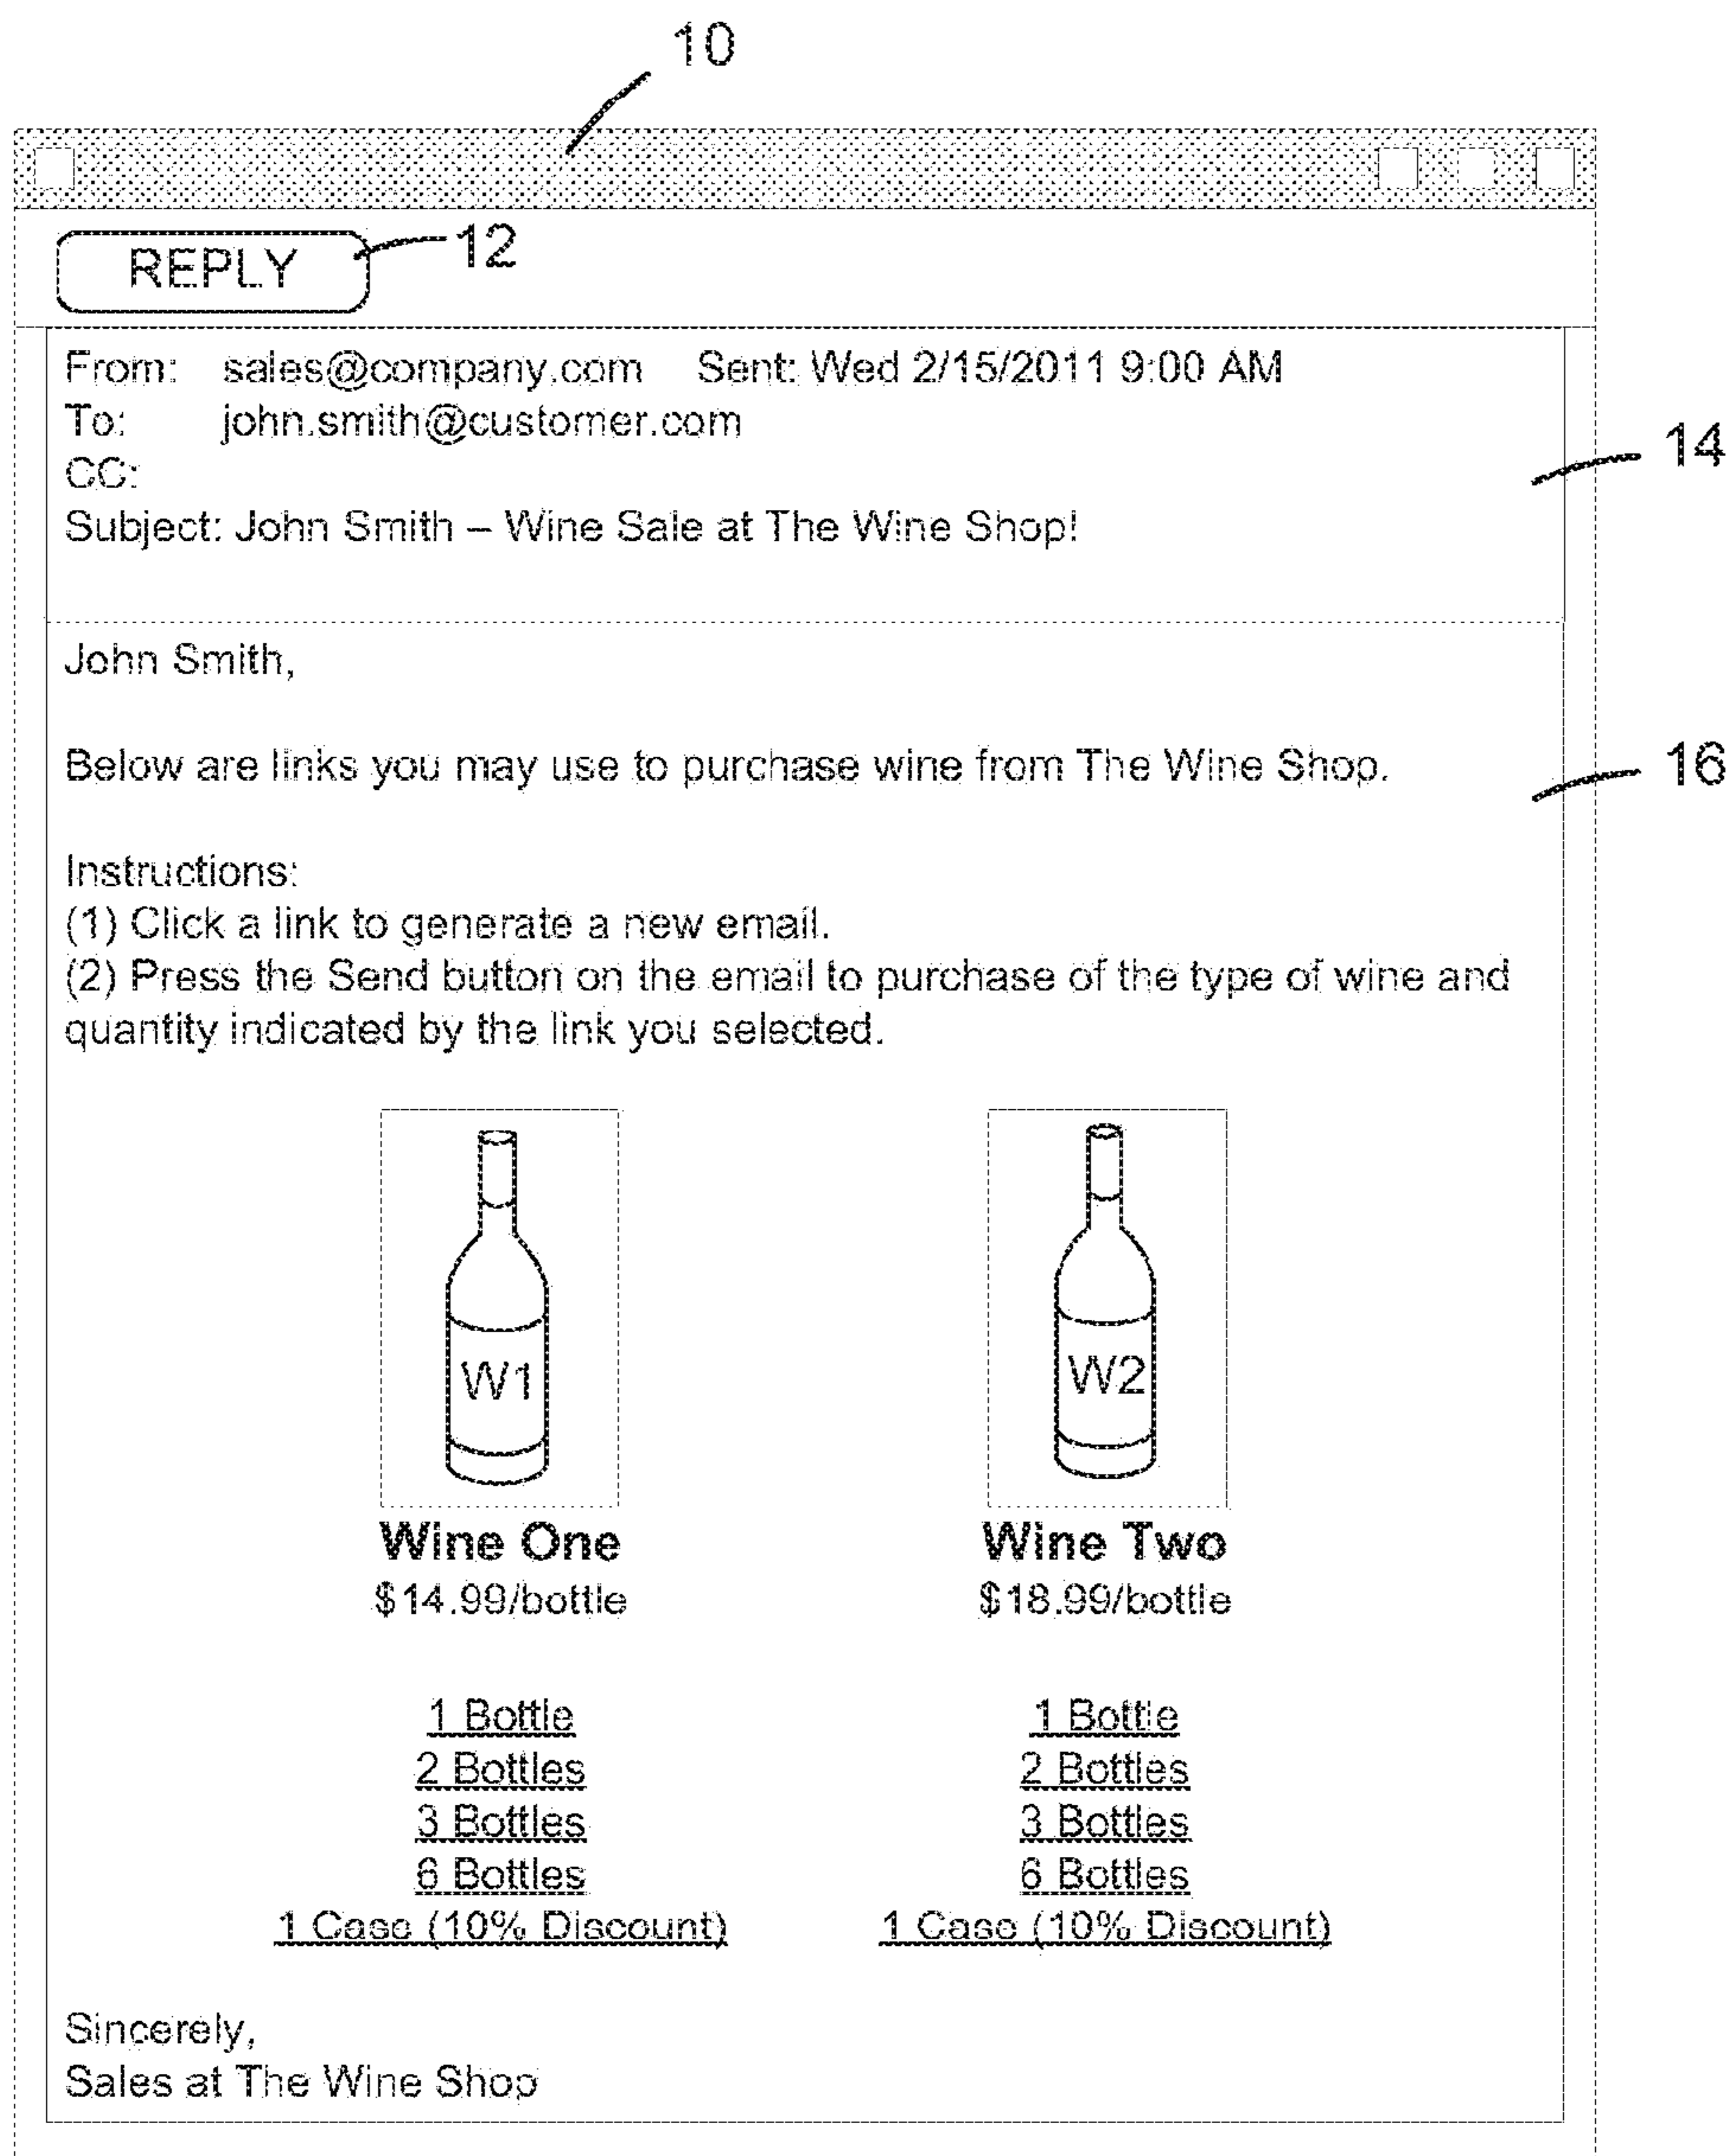 10
REPLY
12
From: sales@company.com Sent: Wed 2/15/2011 9:00 AM
To: john.smith@customer.com
CC:
Subject: John Smith – Wine Sale at The Wine Shop!
14
John Smith,
Below are links you may use to purchase wine from The Wine Shop.
16
Instructions:
(1) Click a link to generate a new email.
(2) Press the Send button on the email to purchase of the type of wine and
quantity indicated by the link you selected.
W1 W2
Wine One Wine Two
$14.99/bottle $18.99/bottle
1 Bottle 1 Bottle
2 Bottles 2 Bottles
3 Bottles 3 Bottles
6 Bottles 6 Bottles
1 Case (10% Discount) 1 Case (10% Discount)
Sincerely,
Sales at The Wine Shop